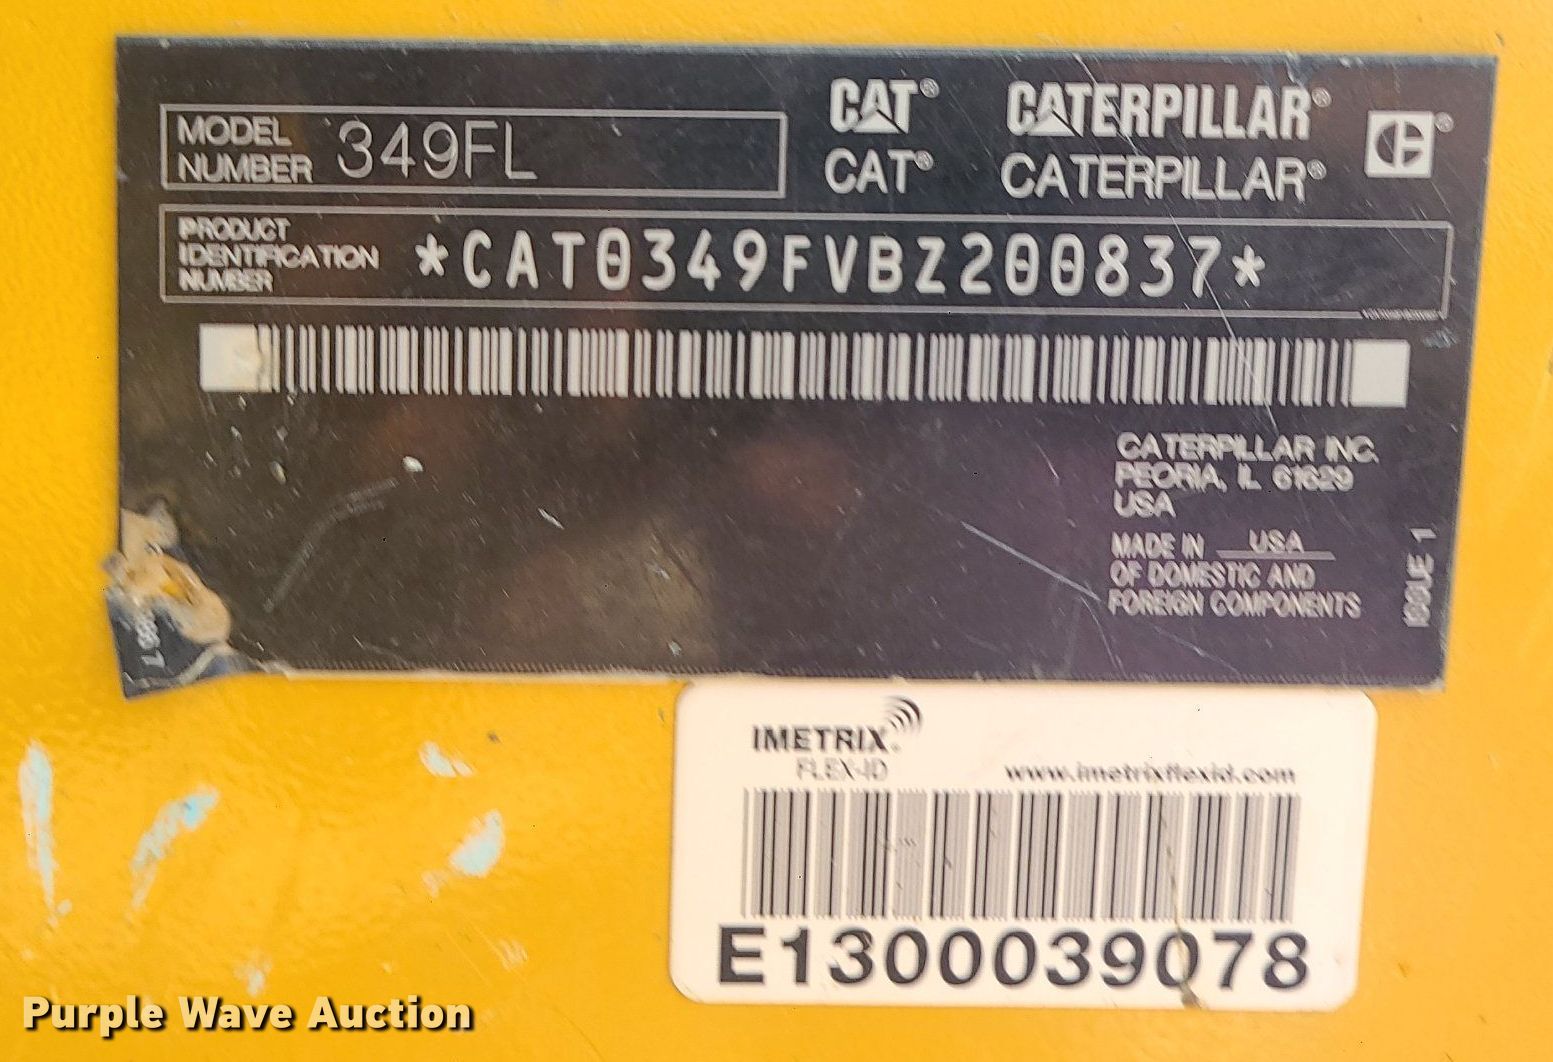 CAT® CATERPILLAR®
MODEL NUMBER 349FL
CAT® CATERPILLAR®
PRODUCT IDENTIFICATION NUMBER *CAT0349FVBZ200837*
CATERPILLAR INC.
PEORIA, IL 61629
USA
MADE IN USA
OF DOMESTIC AND
FOREIGN COMPONENTS
ISSUE 1
IMETRIX
FLEX-ID
www.imetrixflexid.com
E1300039078
Purple Wave Auction